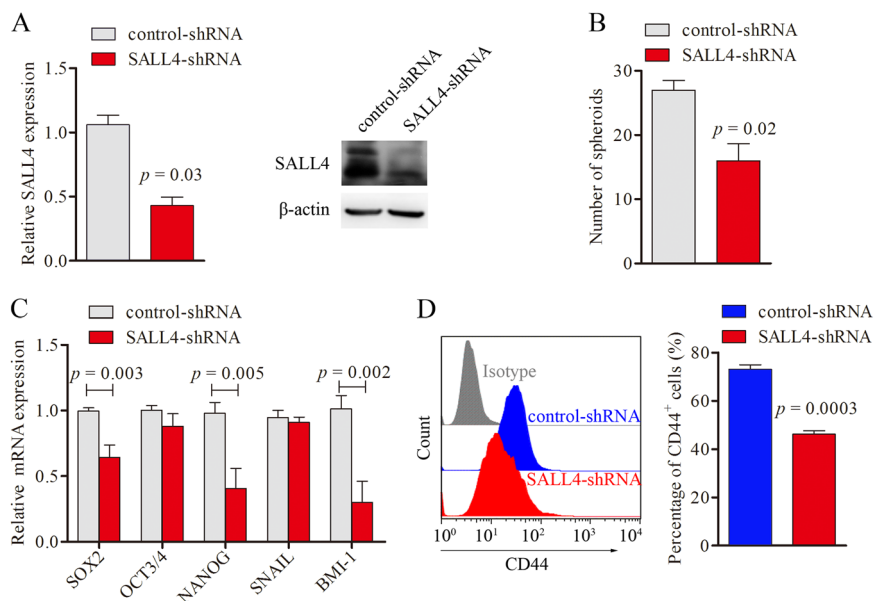 A
control-shRNA
SALL4-shRNA
Relative SALL4 expression
1.5
1.0
0.5
0.0
p = 0.03
control-shRNA
SALL4-shRNA
SALL4
β-actin
B
control-shRNA
SALL4-shRNA
Number of spheroids
30
20
10
0
p = 0.02
C
control-shRNA
SALL4-shRNA
Relative mRNA expression
1.5
1.0
0.5
0.0
p = 0.003
p = 0.005
p = 0.002
SOX2
OCT3/4
NANOG
SNAIL
BMI-1
D
Count
Isotype
control-shRNA
SALL4-shRNA
10⁰ 10¹ 10² 10³ 10⁴
CD44
control-shRNA
SALL4-shRNA
Percentage of CD44⁺ cells (%)
80
60
40
20
0
p = 0.0003